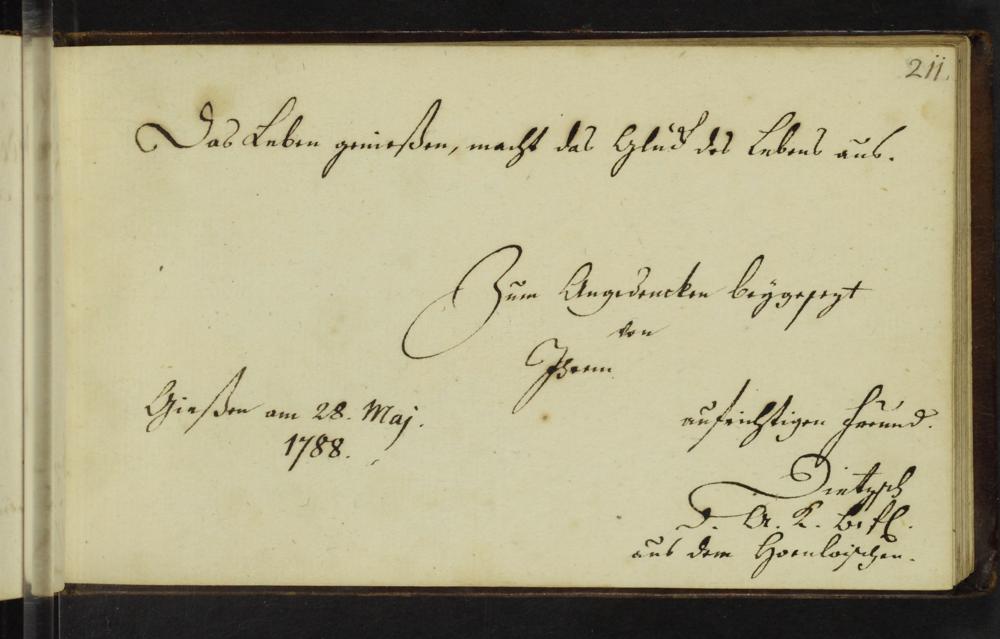 211.
Das Leben genießen, macht das Glück des Lebens aus.
Zum Angedencken beygesezt
von
Ihrem
aufrichtigen Freund.
Gießen am 28. Maj.
1788.
Dietzsch
d. G. K. befl.
aus dem Hoenloischen.